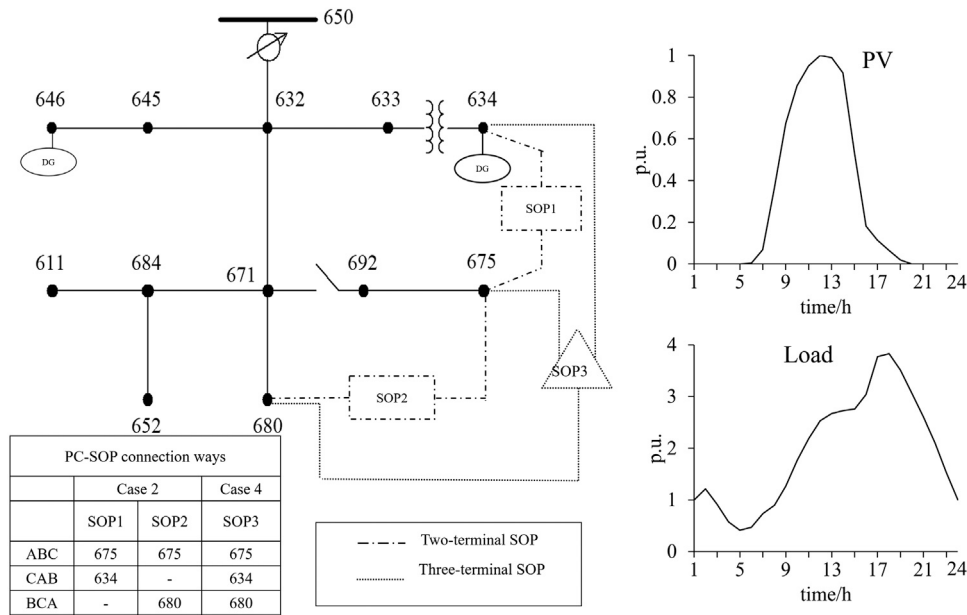 650
646
645
632
633
634
DG
DG
SOP1
611
684
671
692
675
SOP3
SOP2
652
680
PC-SOP connection ways
Case 2 Case 4
SOP1 SOP2 SOP3
ABC 675 675 675
CAB 634 - 634
BCA - 680 680
Two-terminal SOP
Three-terminal SOP
PV
p.u.
1
0.8
0.6
0.4
0.2
0
1 5 9 13 17 21 24
time/h
Load
p.u.
4
3
2
1
0
1 5 9 13 17 21 24
time/h